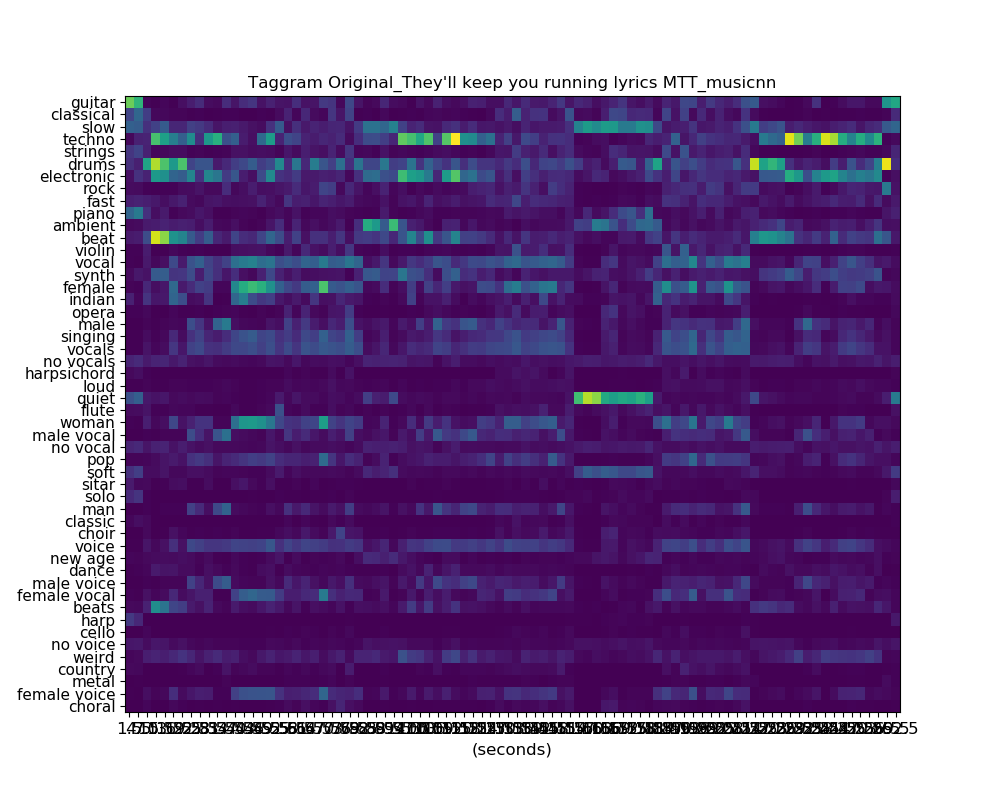 Taggram Original_They'll keep you running lyrics MTT_musicnn
guitar
classical
slow
techno
strings
drums
electronic
rock
fast
piano
ambient
beat
violin
vocal
synth
female
indian
opera
male
singing
vocals
no vocals
harpsichord
loud
quiet
flute
woman
male vocal
no vocal
pop
soft
sitar
solo
man
classic
choir
voice
new age
dance
male voice
female vocal
beats
harp
cello
no voice
weird
country
metal
female voice
choral
(seconds)